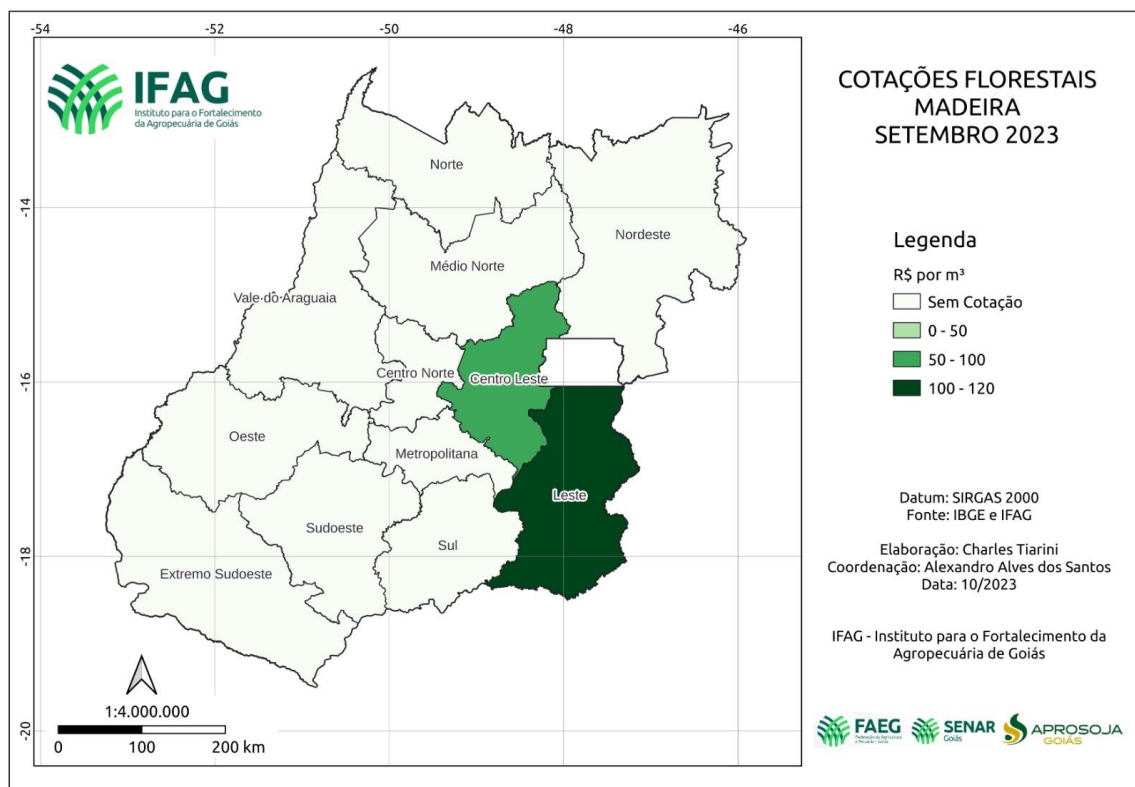 -54
-52
-50
-48
-46
IFAG
Instituto para o Fortalecimento
da Agropecuária de Goiás
-14
-16
-18
-20
Norte
Nordeste
Médio Norte
Vale do Araguaia
Centro Norte
Centro Leste
Oeste
Metropolitana
Leste
Sudoeste
Sul
Extremo Sudoeste
1:4.000.000
0 100 200 km
COTAÇÕES FLORESTAIS
MADEIRA
SETEMBRO 2023
Legenda
R$ por m³
Sem Cotação
0 - 50
50 - 100
100 - 120
Datum: SIRGAS 2000
Fonte: IBGE e IFAG
Elaboração: Charles Tiarini
Coordenação: Alexandro Alves dos Santos
Data: 10/2023
IFAG - Instituto para o Fortalecimento da
Agropecuária de Goiás
FAEG
SENAR
Goiás
APROSOJA
GOIÁS